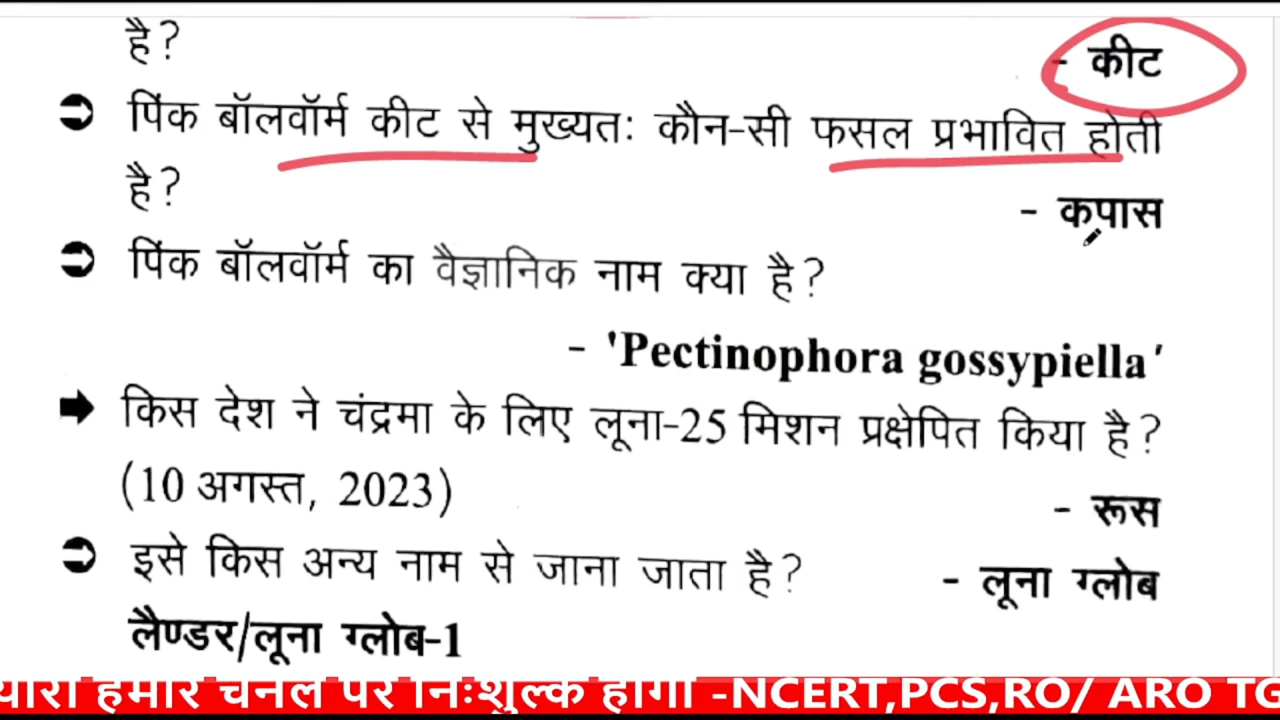 है?
- कीट
➲ पिंक बॉलवॉर्म कीट से मुख्यतः कौन-सी फसल प्रभावित होती
है?
- कपास
➲ पिंक बॉलवॉर्म का वैज्ञानिक नाम क्या है?
- 'Pectinophora gossypiella'
➡ किस देश ने चंद्रमा के लिए लूना-25 मिशन प्रक्षेपित किया है?
(10 अगस्त, 2023)
- रूस
➲ इसे किस अन्य नाम से जाना जाता है? - लूना ग्लोब
लैण्डर/लूना ग्लोब-1
हमारे चैनल पर निःशुल्क होगी -NCERT,PCS,RO/ ARO